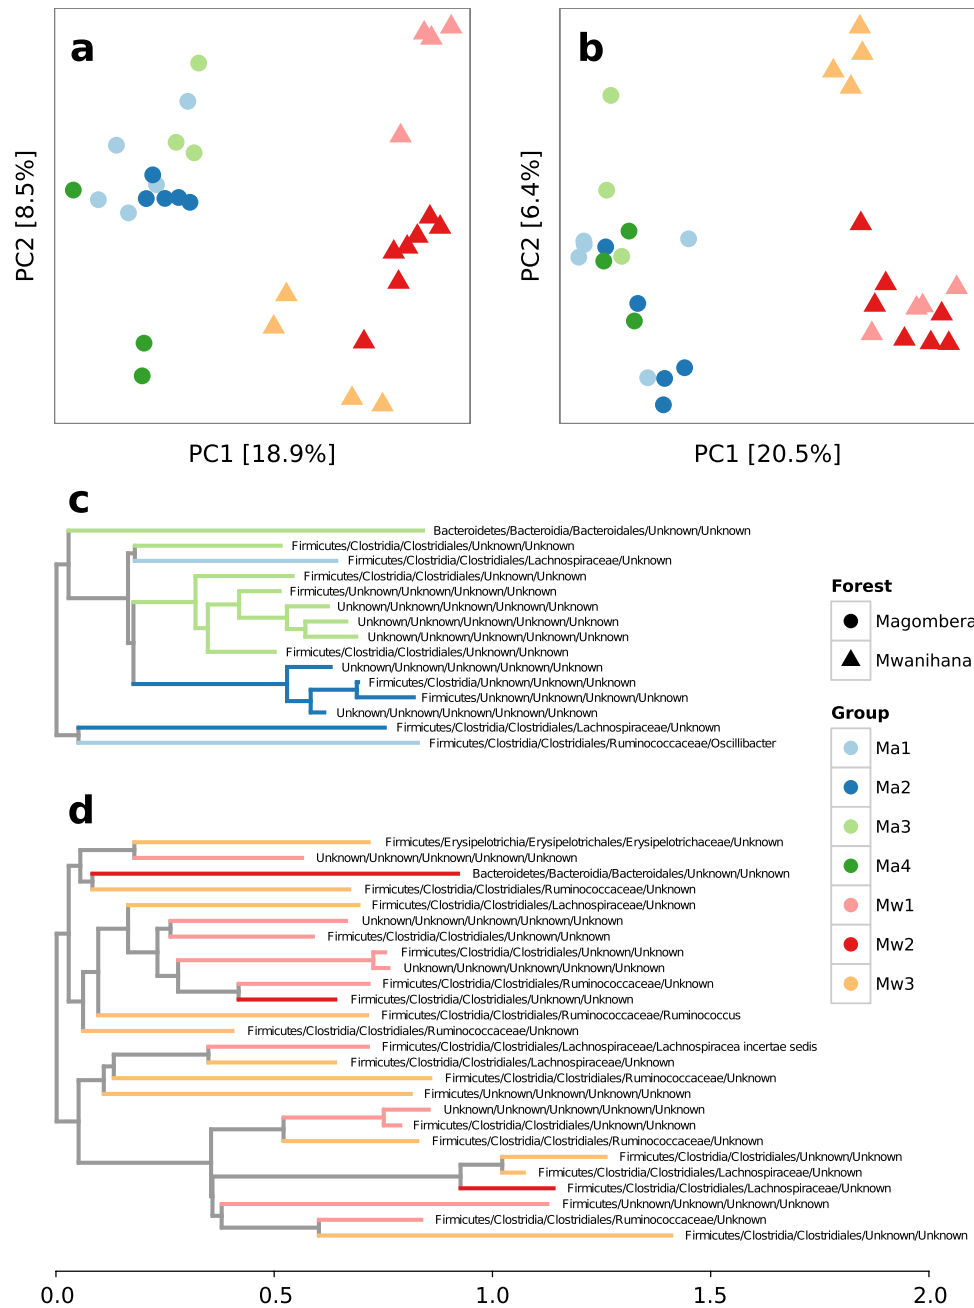 a
b
PC2 [8.5%]
PC2 [6.4%]
PC1 [18.9%]
PC1 [20.5%]
c
Bacteroidetes/Bacteroidia/Bacteroidales/Unknown/Unknown
Firmicutes/Clostridia/Clostridiales/Unknown/Unknown
Firmicutes/Clostridia/Clostridiales/Lachnospiraceae/Unknown
Firmicutes/Clostridia/Clostridiales/Unknown/Unknown
Firmicutes/Unknown/Unknown/Unknown/Unknown
Unknown/Unknown/Unknown/Unknown/Unknown
Unknown/Unknown/Unknown/Unknown/Unknown
Unknown/Unknown/Unknown/Unknown/Unknown
Firmicutes/Clostridia/Clostridiales/Unknown/Unknown
Unknown/Unknown/Unknown/Unknown/Unknown
Firmicutes/Clostridia/Unknown/Unknown/Unknown
Firmicutes/Unknown/Unknown/Unknown/Unknown
Unknown/Unknown/Unknown/Unknown/Unknown
Firmicutes/Clostridia/Clostridiales/Lachnospiraceae/Unknown
Firmicutes/Clostridia/Clostridiales/Ruminococcaceae/Oscillibacter
Forest
Magombera
Mwanihana
Group
Ma1
Ma2
Ma3
Ma4
Mw1
Mw2
Mw3
d
Firmicutes/Erysipelotrichia/Erysipelotrichales/Erysipelotrichaceae/Unknown
Unknown/Unknown/Unknown/Unknown/Unknown
Bacteroidetes/Bacteroidia/Bacteroidales/Unknown/Unknown
Firmicutes/Clostridia/Clostridiales/Ruminococcaceae/Unknown
Firmicutes/Clostridia/Clostridiales/Lachnospiraceae/Unknown
Unknown/Unknown/Unknown/Unknown/Unknown
Firmicutes/Clostridia/Clostridiales/Unknown/Unknown
Firmicutes/Clostridia/Clostridiales/Unknown/Unknown
Unknown/Unknown/Unknown/Unknown/Unknown
Firmicutes/Clostridia/Clostridiales/Ruminococcaceae/Unknown
Firmicutes/Clostridia/Clostridiales/Unknown/Unknown
Firmicutes/Clostridia/Clostridiales/Ruminococcaceae/Ruminococcus
Firmicutes/Clostridia/Clostridiales/Ruminococcaceae/Unknown
Firmicutes/Clostridia/Clostridiales/Lachnospiraceae/Lachnospiracea incertae sedis
Firmicutes/Clostridia/Clostridiales/Lachnospiraceae/Unknown
Firmicutes/Clostridia/Clostridiales/Ruminococcaceae/Unknown
Firmicutes/Unknown/Unknown/Unknown/Unknown
Unknown/Unknown/Unknown/Unknown/Unknown
Firmicutes/Clostridia/Clostridiales/Unknown/Unknown
Firmicutes/Clostridia/Clostridiales/Ruminococcaceae/Unknown
Firmicutes/Clostridia/Clostridiales/Unknown/Unknown
Firmicutes/Clostridia/Clostridiales/Lachnospiraceae/Unknown
Firmicutes/Clostridia/Clostridiales/Lachnospiraceae/Unknown
Firmicutes/Unknown/Unknown/Unknown/Unknown
Firmicutes/Clostridia/Clostridiales/Ruminococcaceae/Unknown
Firmicutes/Clostridia/Clostridiales/Unknown/Unknown
0.0 0.5 1.0 1.5 2.0